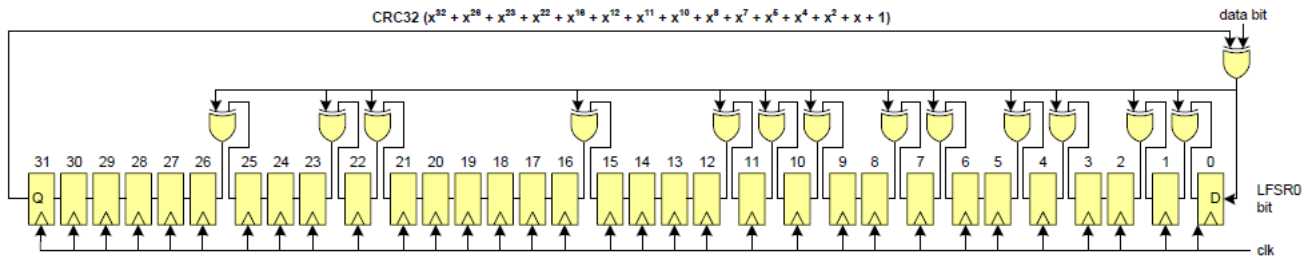 CRC32 (x³² + x²⁶ + x²³ + x²² + x¹⁶ + x¹² + x¹¹ + x¹⁰ + x⁸ + x⁷ + x⁵ + x⁴ + x² + x + 1)
data bit
31 30 29 28 27 26 25 24 23 22 21 20 19 18 17 16 15 14 13 12 11 10 9 8 7 6 5 4 3 2 1 0
Q
D
LFSR0
bit
clk